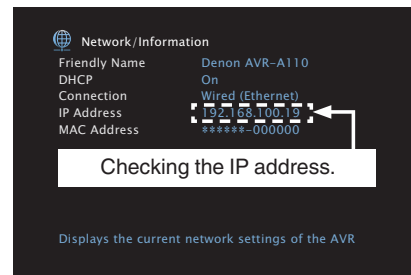 Network/Information
Friendly Name Denon AVR-A110
DHCP On
Connection Wired (Ethernet)
IP Address 192.168.100.19
MAC Address ******-000000
Checking the IP address.
Displays the current network settings of the AVR